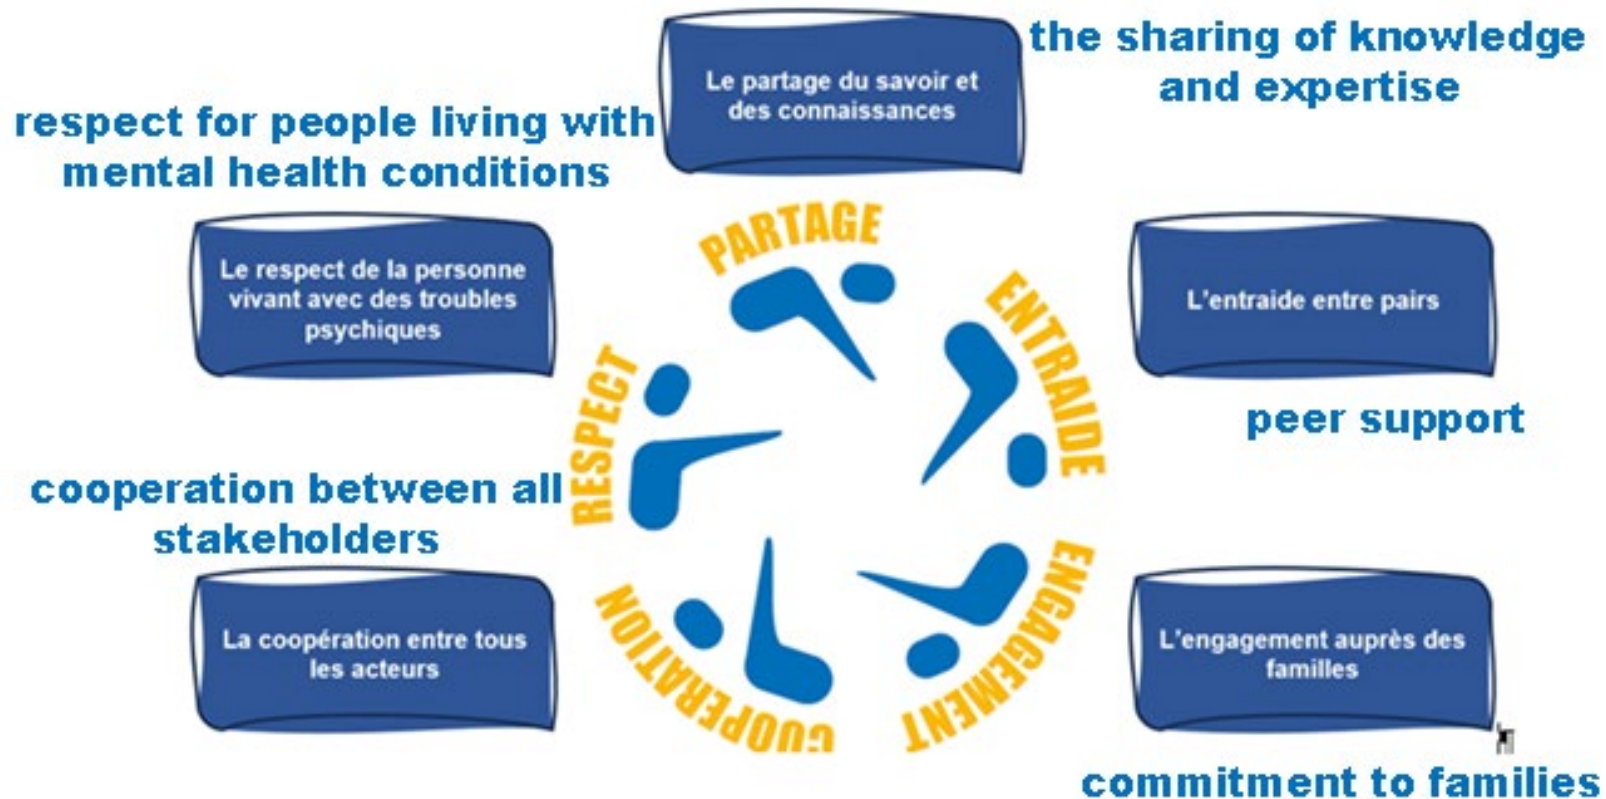 the sharing of knowledge
and expertise
Le partage du savoir et
des connaissances
respect for people living with
mental health conditions
Le respect de la personne
vivant avec des troubles
psychiques
PARTAGE
ENTRAIDE
L'entraide entre pairs
peer support
RESPECT
cooperation between all
stakeholders
La coopération entre tous
les acteurs
COOPERATION
ENGAGEMENT
L'engagement auprès des
familles
commitment to families